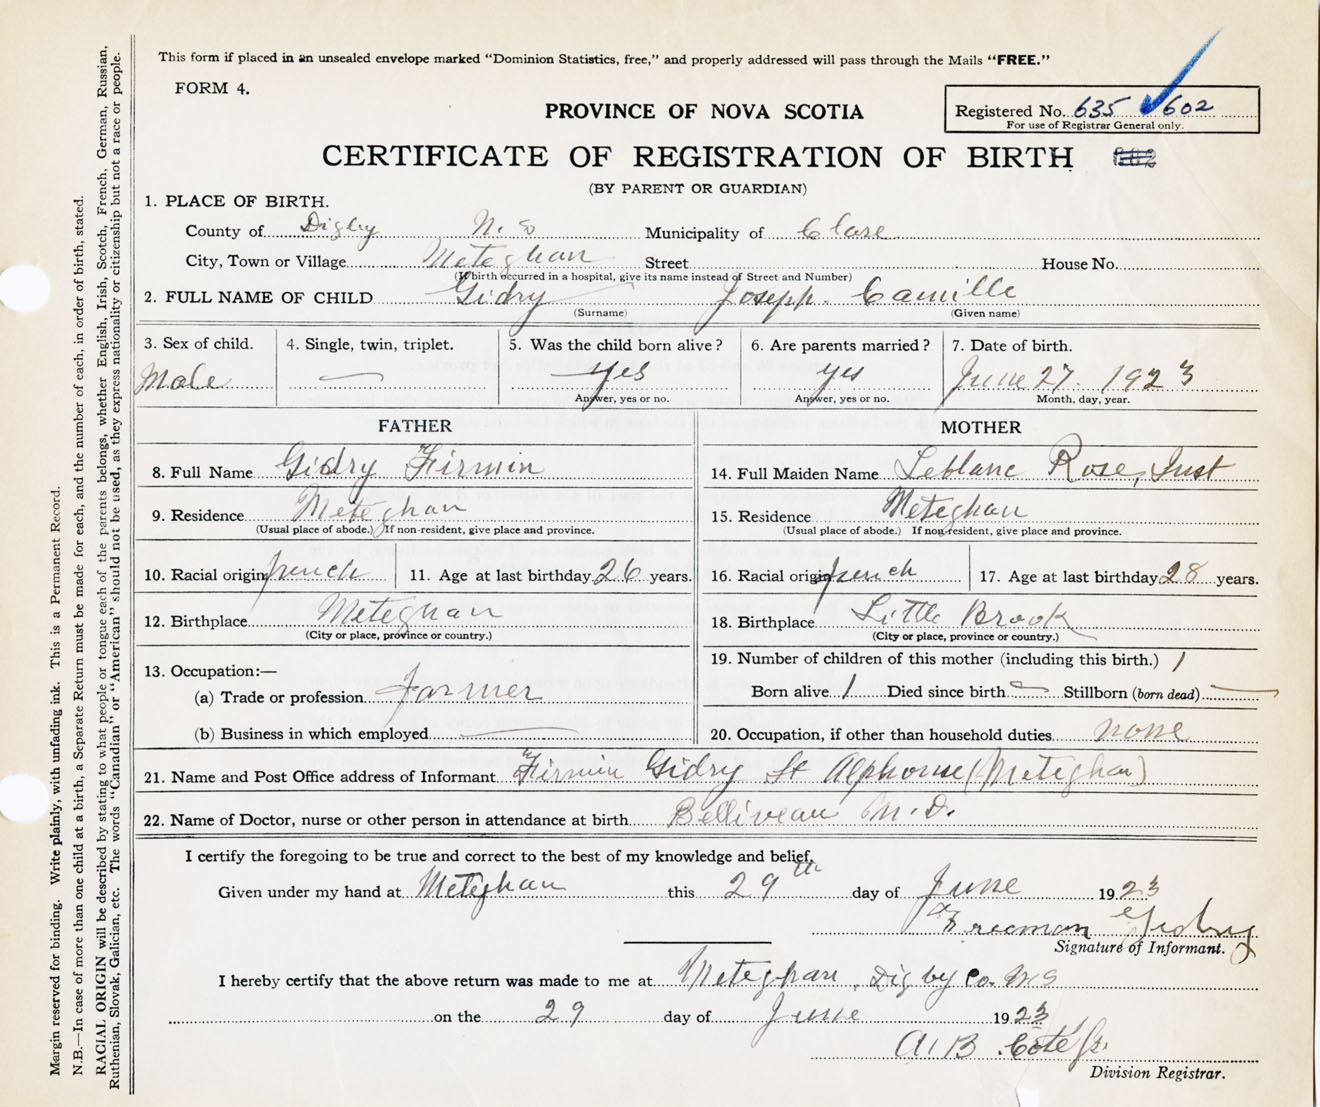 This form if placed in an unsealed envelope marked "Dominion Statistics, free," and properly addressed will pass through the Mails "FREE."
FORM 4.
PROVINCE OF NOVA SCOTIA
Registered No. 635 602
For use of Registrar General only.
CERTIFICATE OF REGISTRATION OF BIRTH
(BY PARENT OR GUARDIAN)
1. PLACE OF BIRTH.
County of Digby N.S Municipality of Clare
City, Town or Village Meteghan Street House No.
(If birth occurred in a hospital, give its name instead of Street and Number)
2. FULL NAME OF CHILD Gidry Joseph. Camille
(Surname) (Given name)
3. Sex of child. 4. Single, twin, triplet. 5. Was the child born alive? 6. Are parents married? 7. Date of birth.
Male — yes yes June 27. 1923
Answer, yes or no. Answer, yes or no. Month, day, year.
FATHER MOTHER
8. Full Name Gidry Firmin 14. Full Maiden Name Leblanc Rose,
9. Residence Meteghan 15. Residence Meteghan
(Usual place of abode.) If non-resident, give place and province. (Usual place of abode.) If non-resident, give place and province.
10. Racial origin french 11. Age at last birthday 26 years. 16. Racial origin french 17. Age at last birthday 28 years.
12. Birthplace Meteghan 18. Birthplace Little Brook
(City or place, province or country.) (City or place, province or country.)
13. Occupation:— 19. Number of children of this mother (including this birth.) 1
(a) Trade or profession Farmer Born alive 1 Died since birth — Stillborn (born dead) —
(b) Business in which employed — 20. Occupation, if other than household duties none
21. Name and Post Office address of Informant Firmin Gidry St Alphonse (Meteghan)
22. Name of Doctor, nurse or other person in attendance at birth Belliveau M.D.
I certify the foregoing to be true and correct to the best of my knowledge and belief,
Given under my hand at Meteghan this 29th day of June 1923
Freeman Gidry
Signature of Informant.
I hereby certify that the above return was made to me at Meteghan, Digby Co. N S
on the 29 day of June 1923
A. B. Côté Jr.
Division Registrar.
Margin reserved for binding. Write plainly, with unfading ink. This is a Permanent Record.
N.B.—In case of more than one child at a birth, a Separate Return must be made for each, and the number of each, in order of birth, stated.
RACIAL ORIGIN will be described by stating to what people or tongue each of the parents belongs, whether English, Irish, Scotch, French, German, Russian,
Ruthenian, Slovak, Galician, etc. The words "Canadian" or "American" should not be used, as they express nationality or citizenship but not a race or people.